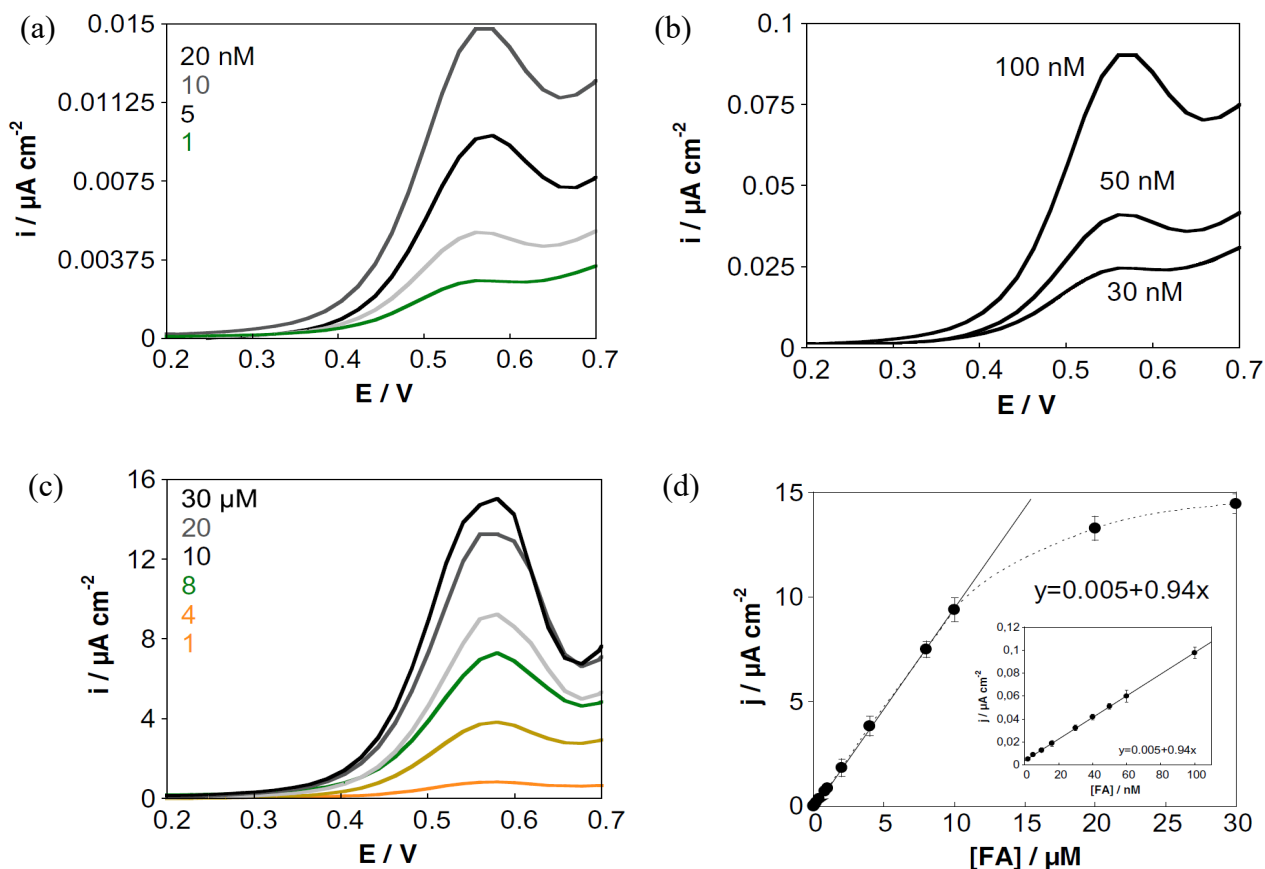 (a)
0.015
0.01125
0.0075
0.00375
0
20 nM
10
5
1
i / µA cm-2
0.2 0.3 0.4 0.5 0.6 0.7
E / V
(b)
0.1
0.075
0.05
0.025
0
100 nM
50 nM
30 nM
i / µA cm-2
0.2 0.3 0.4 0.5 0.6 0.7
E / V
(c)
16
12
8
4
0
30 µM
20
10
8
4
1
i / µA cm-2
0.2 0.3 0.4 0.5 0.6 0.7
E / V
(d)
15
10
5
0
j / µA cm-2
y=0.005+0.94x
0,12
0,1
0,08
0,06
0,04
0,02
0
j / µA cm-2
y=0.005+0.94x
0 20 40 60 80 100
[FA] / nM
0 5 10 15 20 25 30
[FA] / µM